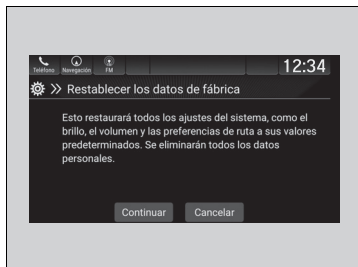 12:34
Teléfono Navegación FM
Restablecer los datos de fábrica
Esto restaurará todos los ajustes del sistema, como el
brillo, el volumen y las preferencias de ruta a sus valores
predeterminados. Se eliminarán todos los datos
personales.
Continuar Cancelar